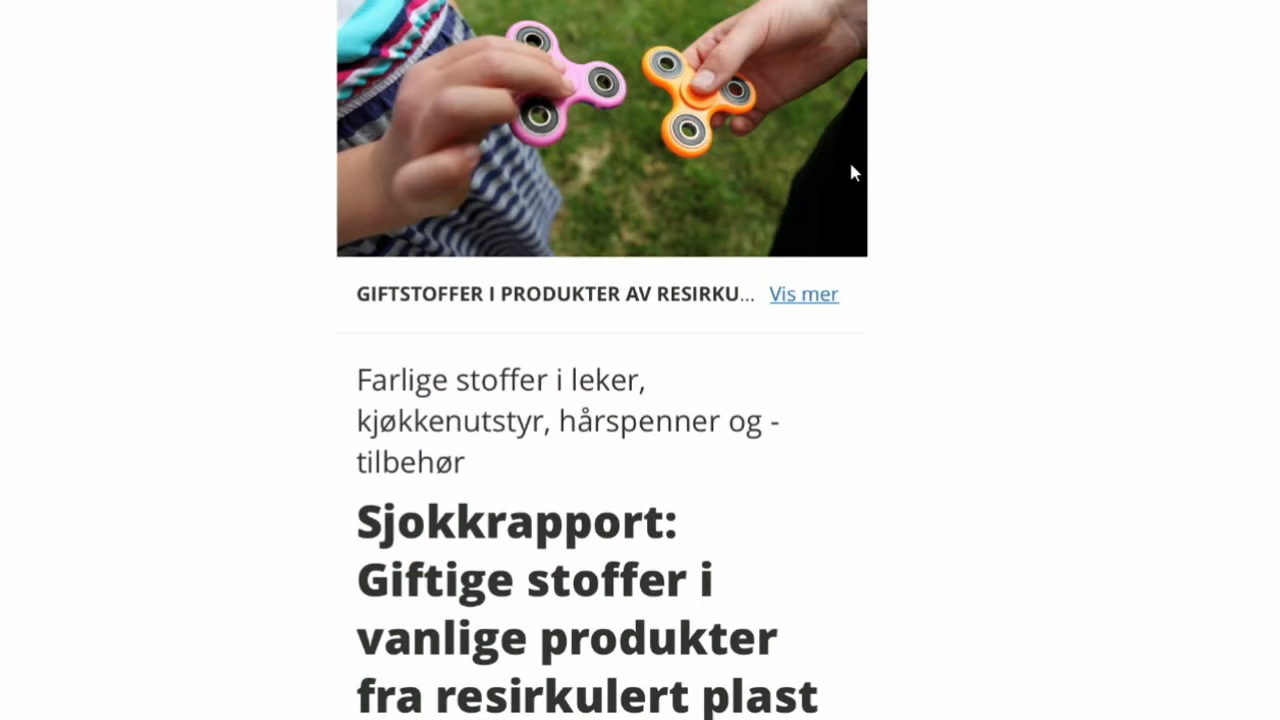 GIFTSTOFFER I PRODUKTER AV RESIRKU... Vis mer
Farlige stoffer i leker,
kjøkkenutstyr, hårspenner og -
tilbehør
Sjokkrapport:
Giftige stoffer i
vanlige produkter
fra resirkulert plast